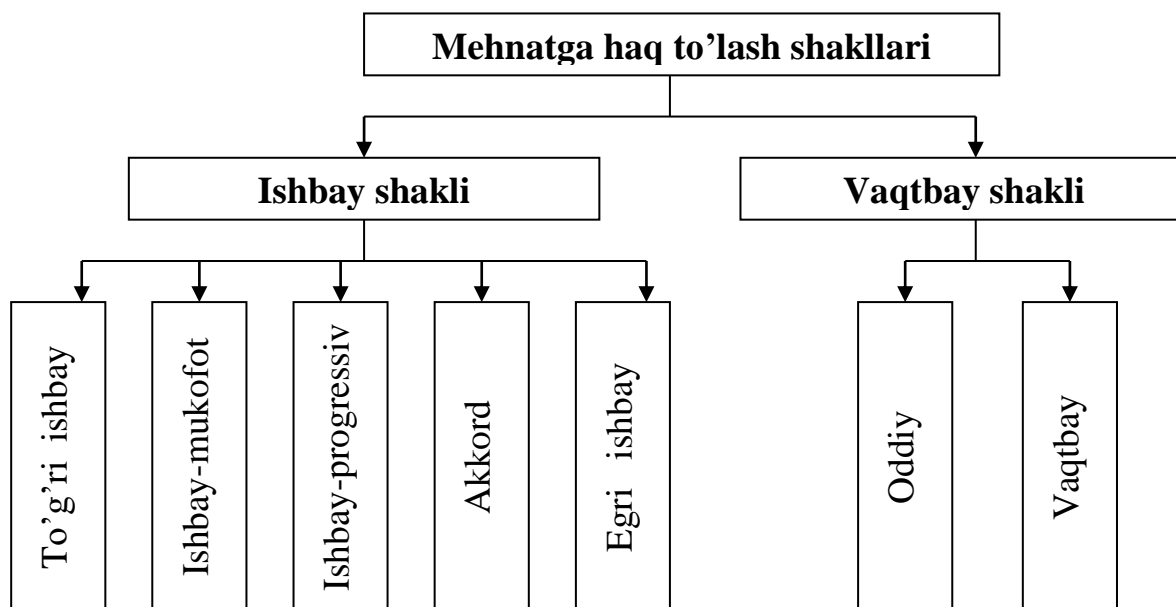 Mehnatga haq to’lash shakllari
Ishbay shakli
Vaqtbay shakli
To’g’ri ishbay
Ishbay-mukofot
Ishbay-progressiv
Akkord
Egri ishbay
Oddiy
Vaqtbay